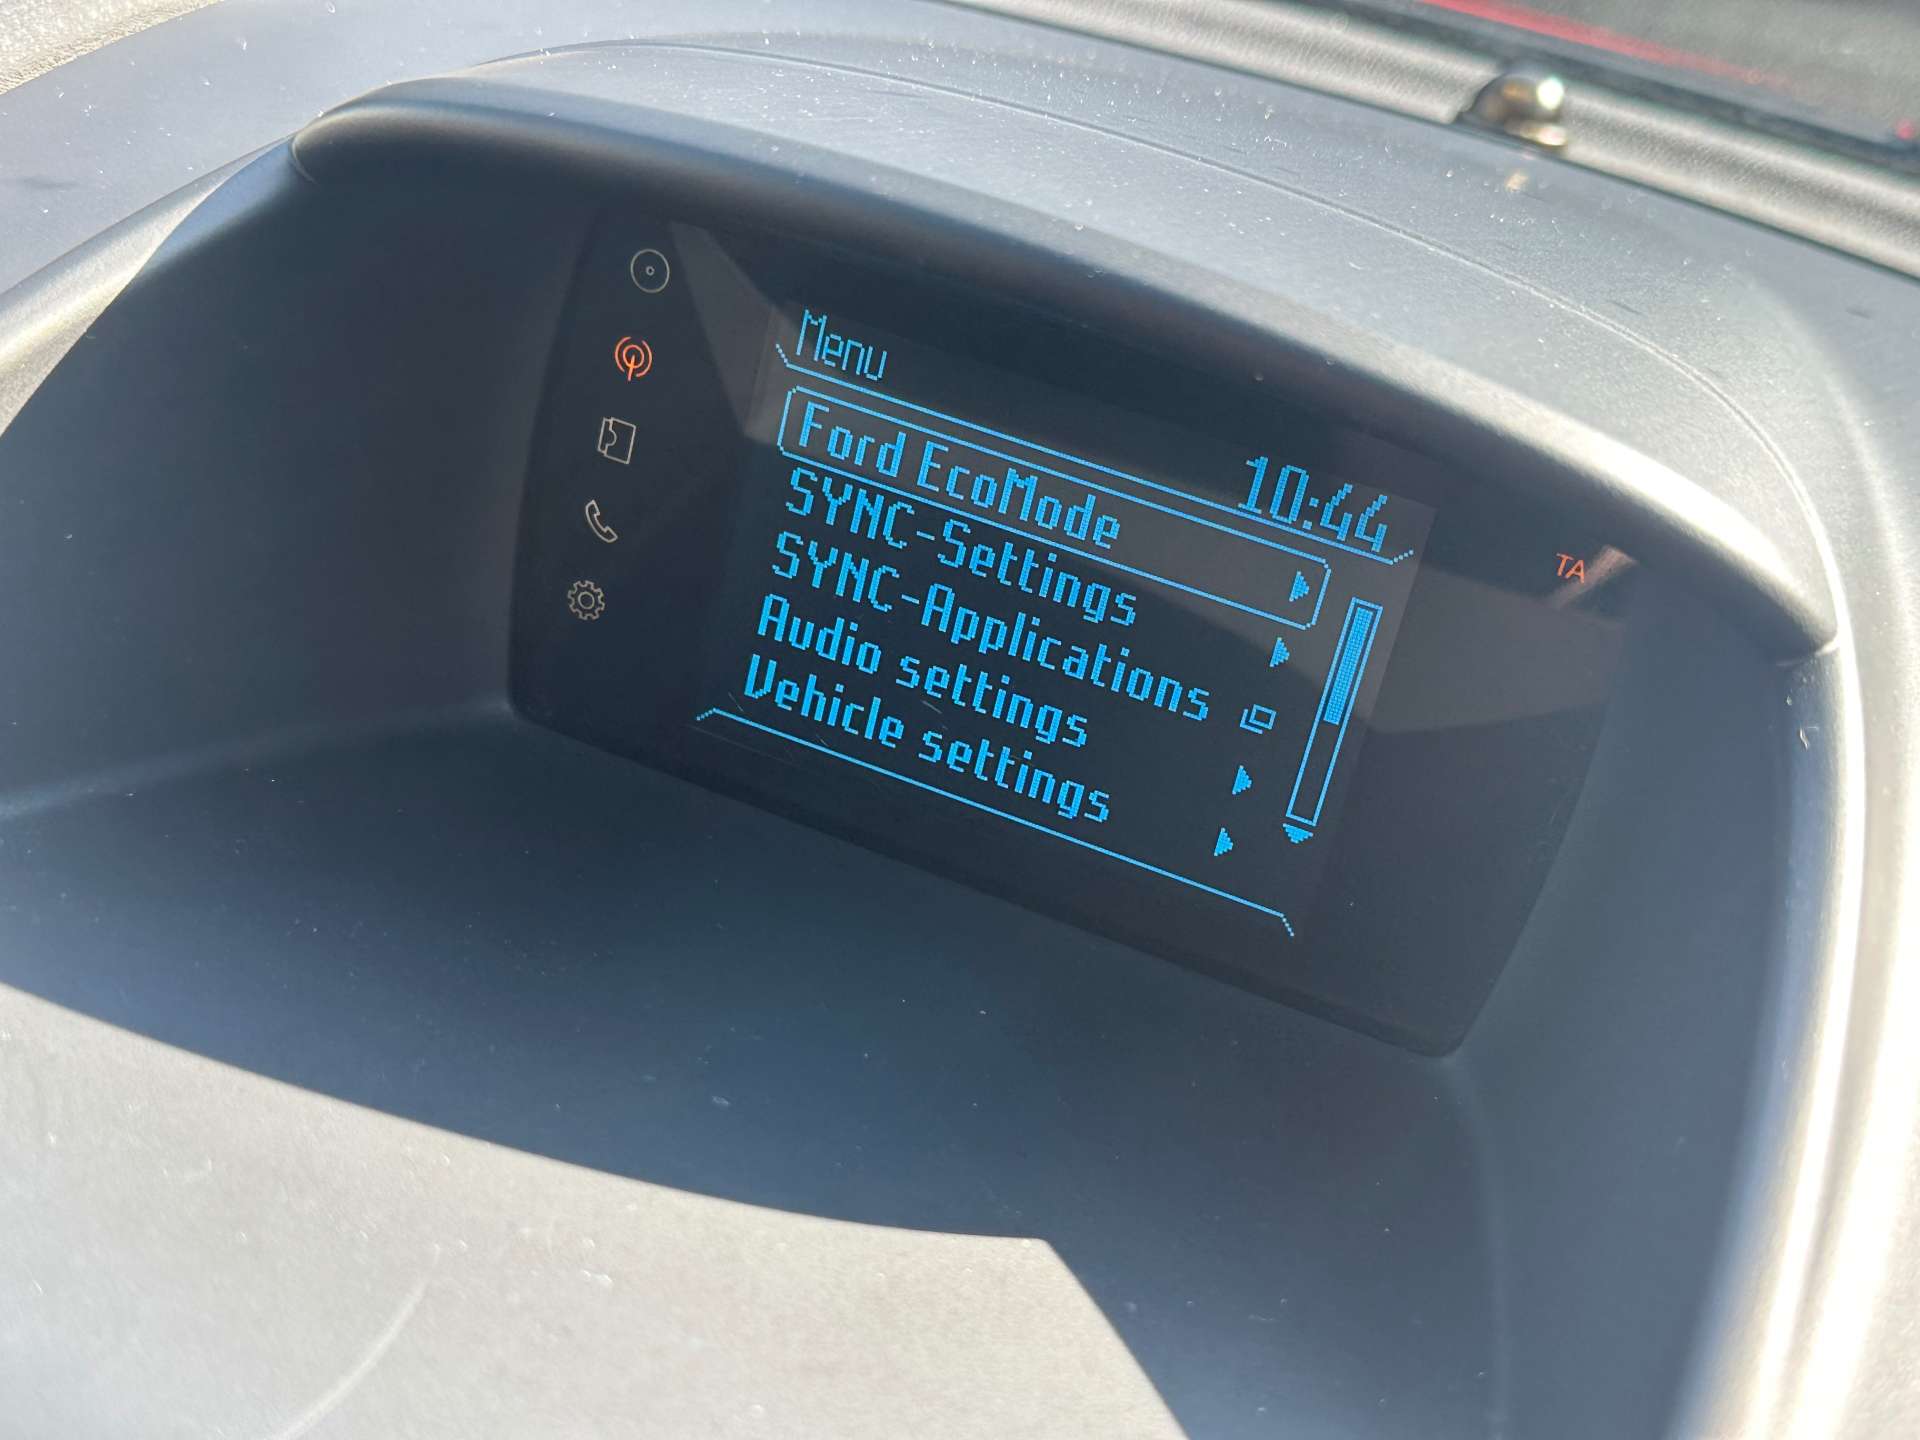 Menu
10:44
Ford EcoMode
SYNC-Settings
SYNC-Applications
Audio settings
Vehicle settings
TA